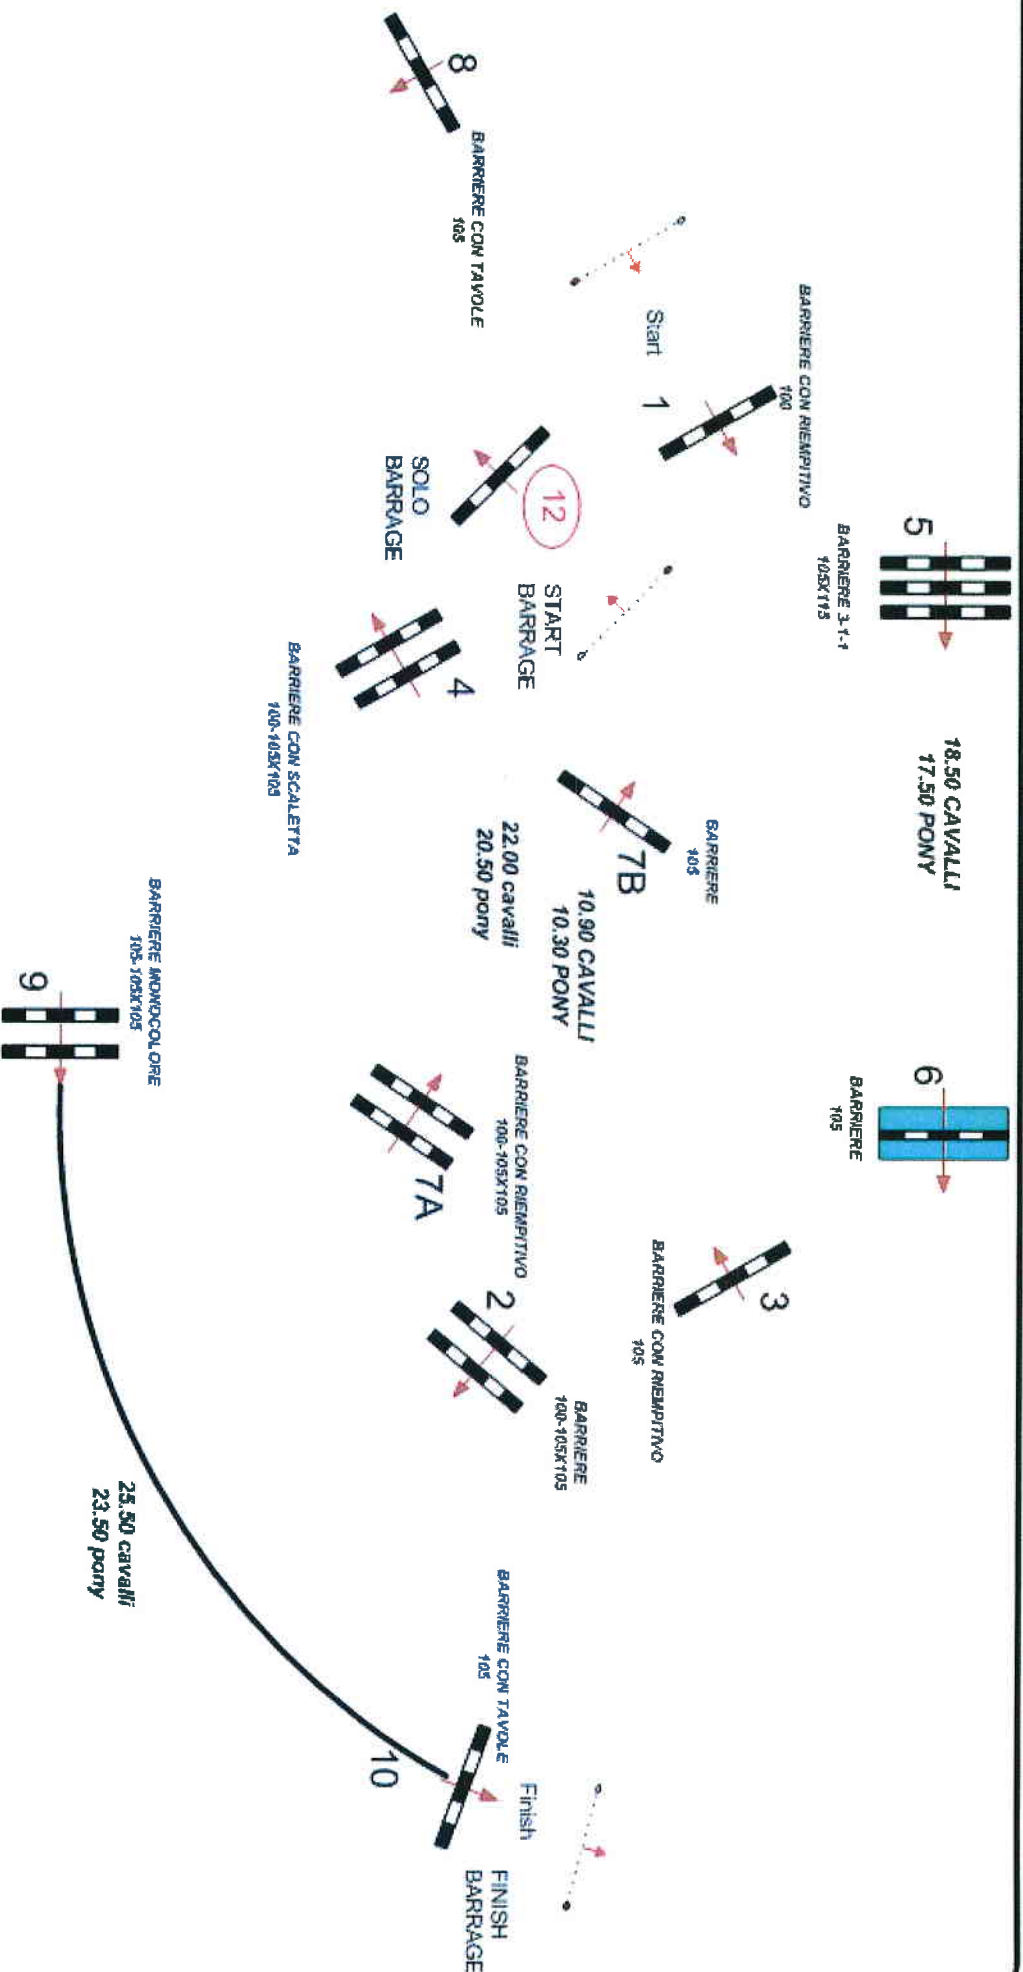 8
BARRIERE CON TAVOLE
105
Start
1
BARRIERE CON RIEMPITIVO
100
5
BARRIERE 3-1-1
105X115
18.50 CAVALLI
17.50 PONY
12
SOLO
BARRAGE
START
BARRAGE
4
BARRIERE CON SCALETTA
100-105X105
BARRIERE
105
7B
10.90 CAVALLI
10.30 PONY
22.00 cavalli
20.50 pony
6
BARRIERE
105
3
BARRIERE CON RIEMPITIVO
105
BARRIERE CON RIEMPITIVO
100-105X105
7A
2
BARRIERE
100-105X105
BARRIERE MONOCOLORE
105-105X105
9
25.50 cavalli
23.50 pony
BARRIERE CON TAVOLE
105
10
Finish
FINISH
BARRAGE